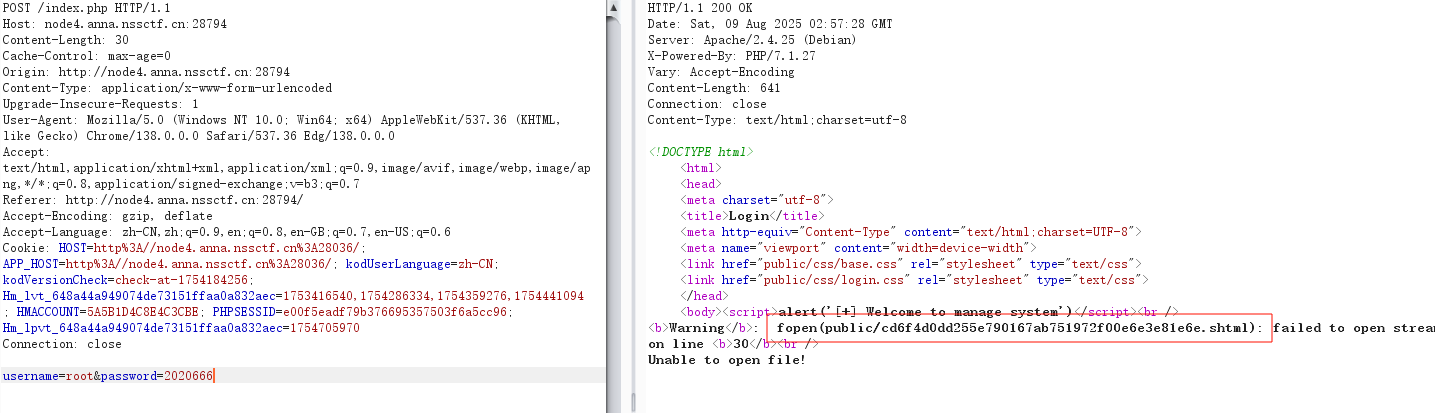 POST /index.php HTTP/1.1
Host: node4.anna.nssctf.cn:28794
Content-Length: 30
Cache-Control: max-age=0
Origin: http://node4.anna.nssctf.cn:28794
Content-Type: application/x-www-form-urlencoded
Upgrade-Insecure-Requests: 1
User-Agent: Mozilla/5.0 (Windows NT 10.0; Win64; x64) AppleWebKit/537.36 (KHTML,
like Gecko) Chrome/138.0.0.0 Safari/537.36 Edg/138.0.0.0
Accept:
text/html,application/xhtml+xml,application/xml;q=0.9,image/avif,image/webp,image/ap
ng,*/*;q=0.8,application/signed-exchange;v=b3;q=0.7
Referer: http://node4.anna.nssctf.cn:28794/
Accept-Encoding: gzip, deflate
Accept-Language: zh-CN,zh;q=0.9,en;q=0.8,en-GB;q=0.7,en-US;q=0.6
Cookie: HOST=http%3A//node4.anna.nssctf.cn%3A28036/;
APP_HOST=http%3A//node4.anna.nssctf.cn%3A28036/; kodUserLanguage=zh-CN;
kodVersionCheck=check-at-1754184256;
Hm_lvt_648a44a949074de73151ffaa0a832aec=1753416540,1754286334,1754359276,1754441094
; HMACCOUNT=5A5B1D4C8E4C3CBE; PHPSESSID=e00f5eadf79b376695357503f6a5cc96;
Hm_lpvt_648a44a949074de73151ffaa0a832aec=1754705970
Connection: close
username=root&password=2020666
HTTP/1.1 200 OK
Date: Sat, 09 Aug 2025 02:57:28 GMT
Server: Apache/2.4.25 (Debian)
X-Powered-By: PHP/7.1.27
Vary: Accept-Encoding
Content-Length: 641
Connection: close
Content-Type: text/html;charset=utf-8
<!DOCTYPE html>
<html>
<head>
<meta charset="utf-8">
<title>Login</title>
<meta http-equiv="Content-Type" content="text/html;charset=UTF-8">
<meta name="viewport" content="width=device-width">
<link href="public/css/base.css" rel="stylesheet" type="text/css">
<link href="public/css/login.css" rel="stylesheet" type="text/css">
</head>
<body><script>alert('[+] Welcome to manage system')</script><br />
<b>Warning</b>: fopen(public/cd6f4d0dd255e790167ab751972f00e6e3e81e6e.shtml): failed to open strea
on line <b>30</b><br />
Unable to open file!